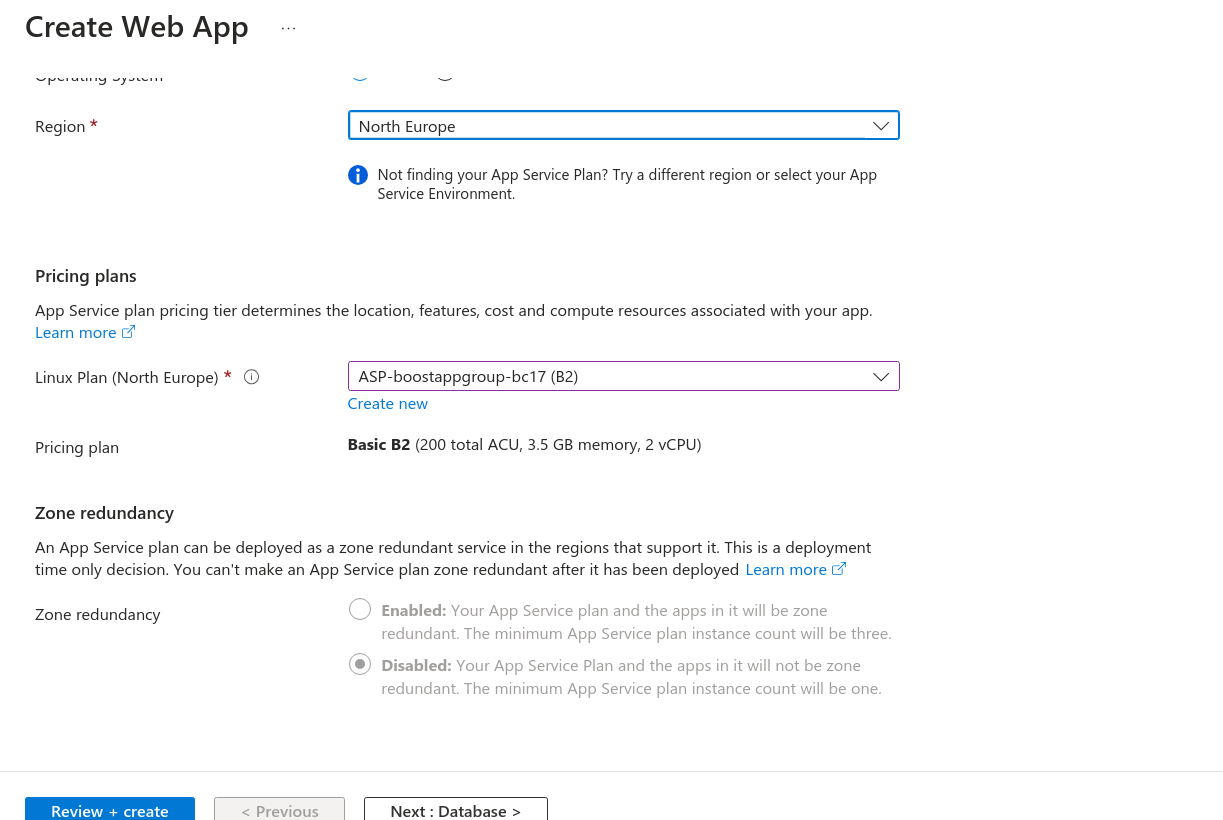 Create Web App ...
Operating System
Region *
North Europe
Not finding your App Service Plan? Try a different region or select your App
Service Environment.
Pricing plans
App Service plan pricing tier determines the location, features, cost and compute resources associated with your app.
Learn more
Linux Plan (North Europe) *
ASP-boostappgroup-bc17 (B2)
Create new
Pricing plan
Basic B2 (200 total ACU, 3.5 GB memory, 2 vCPU)
Zone redundancy
An App Service plan can be deployed as a zone redundant service in the regions that support it. This is a deployment
time only decision. You can't make an App Service plan zone redundant after it has been deployed Learn more
Zone redundancy
Enabled: Your App Service plan and the apps in it will be zone
redundant. The minimum App Service plan instance count will be three.
Disabled: Your App Service Plan and the apps in it will not be zone
redundant. The minimum App Service plan instance count will be one.
Review + create
< Previous
Next : Database >